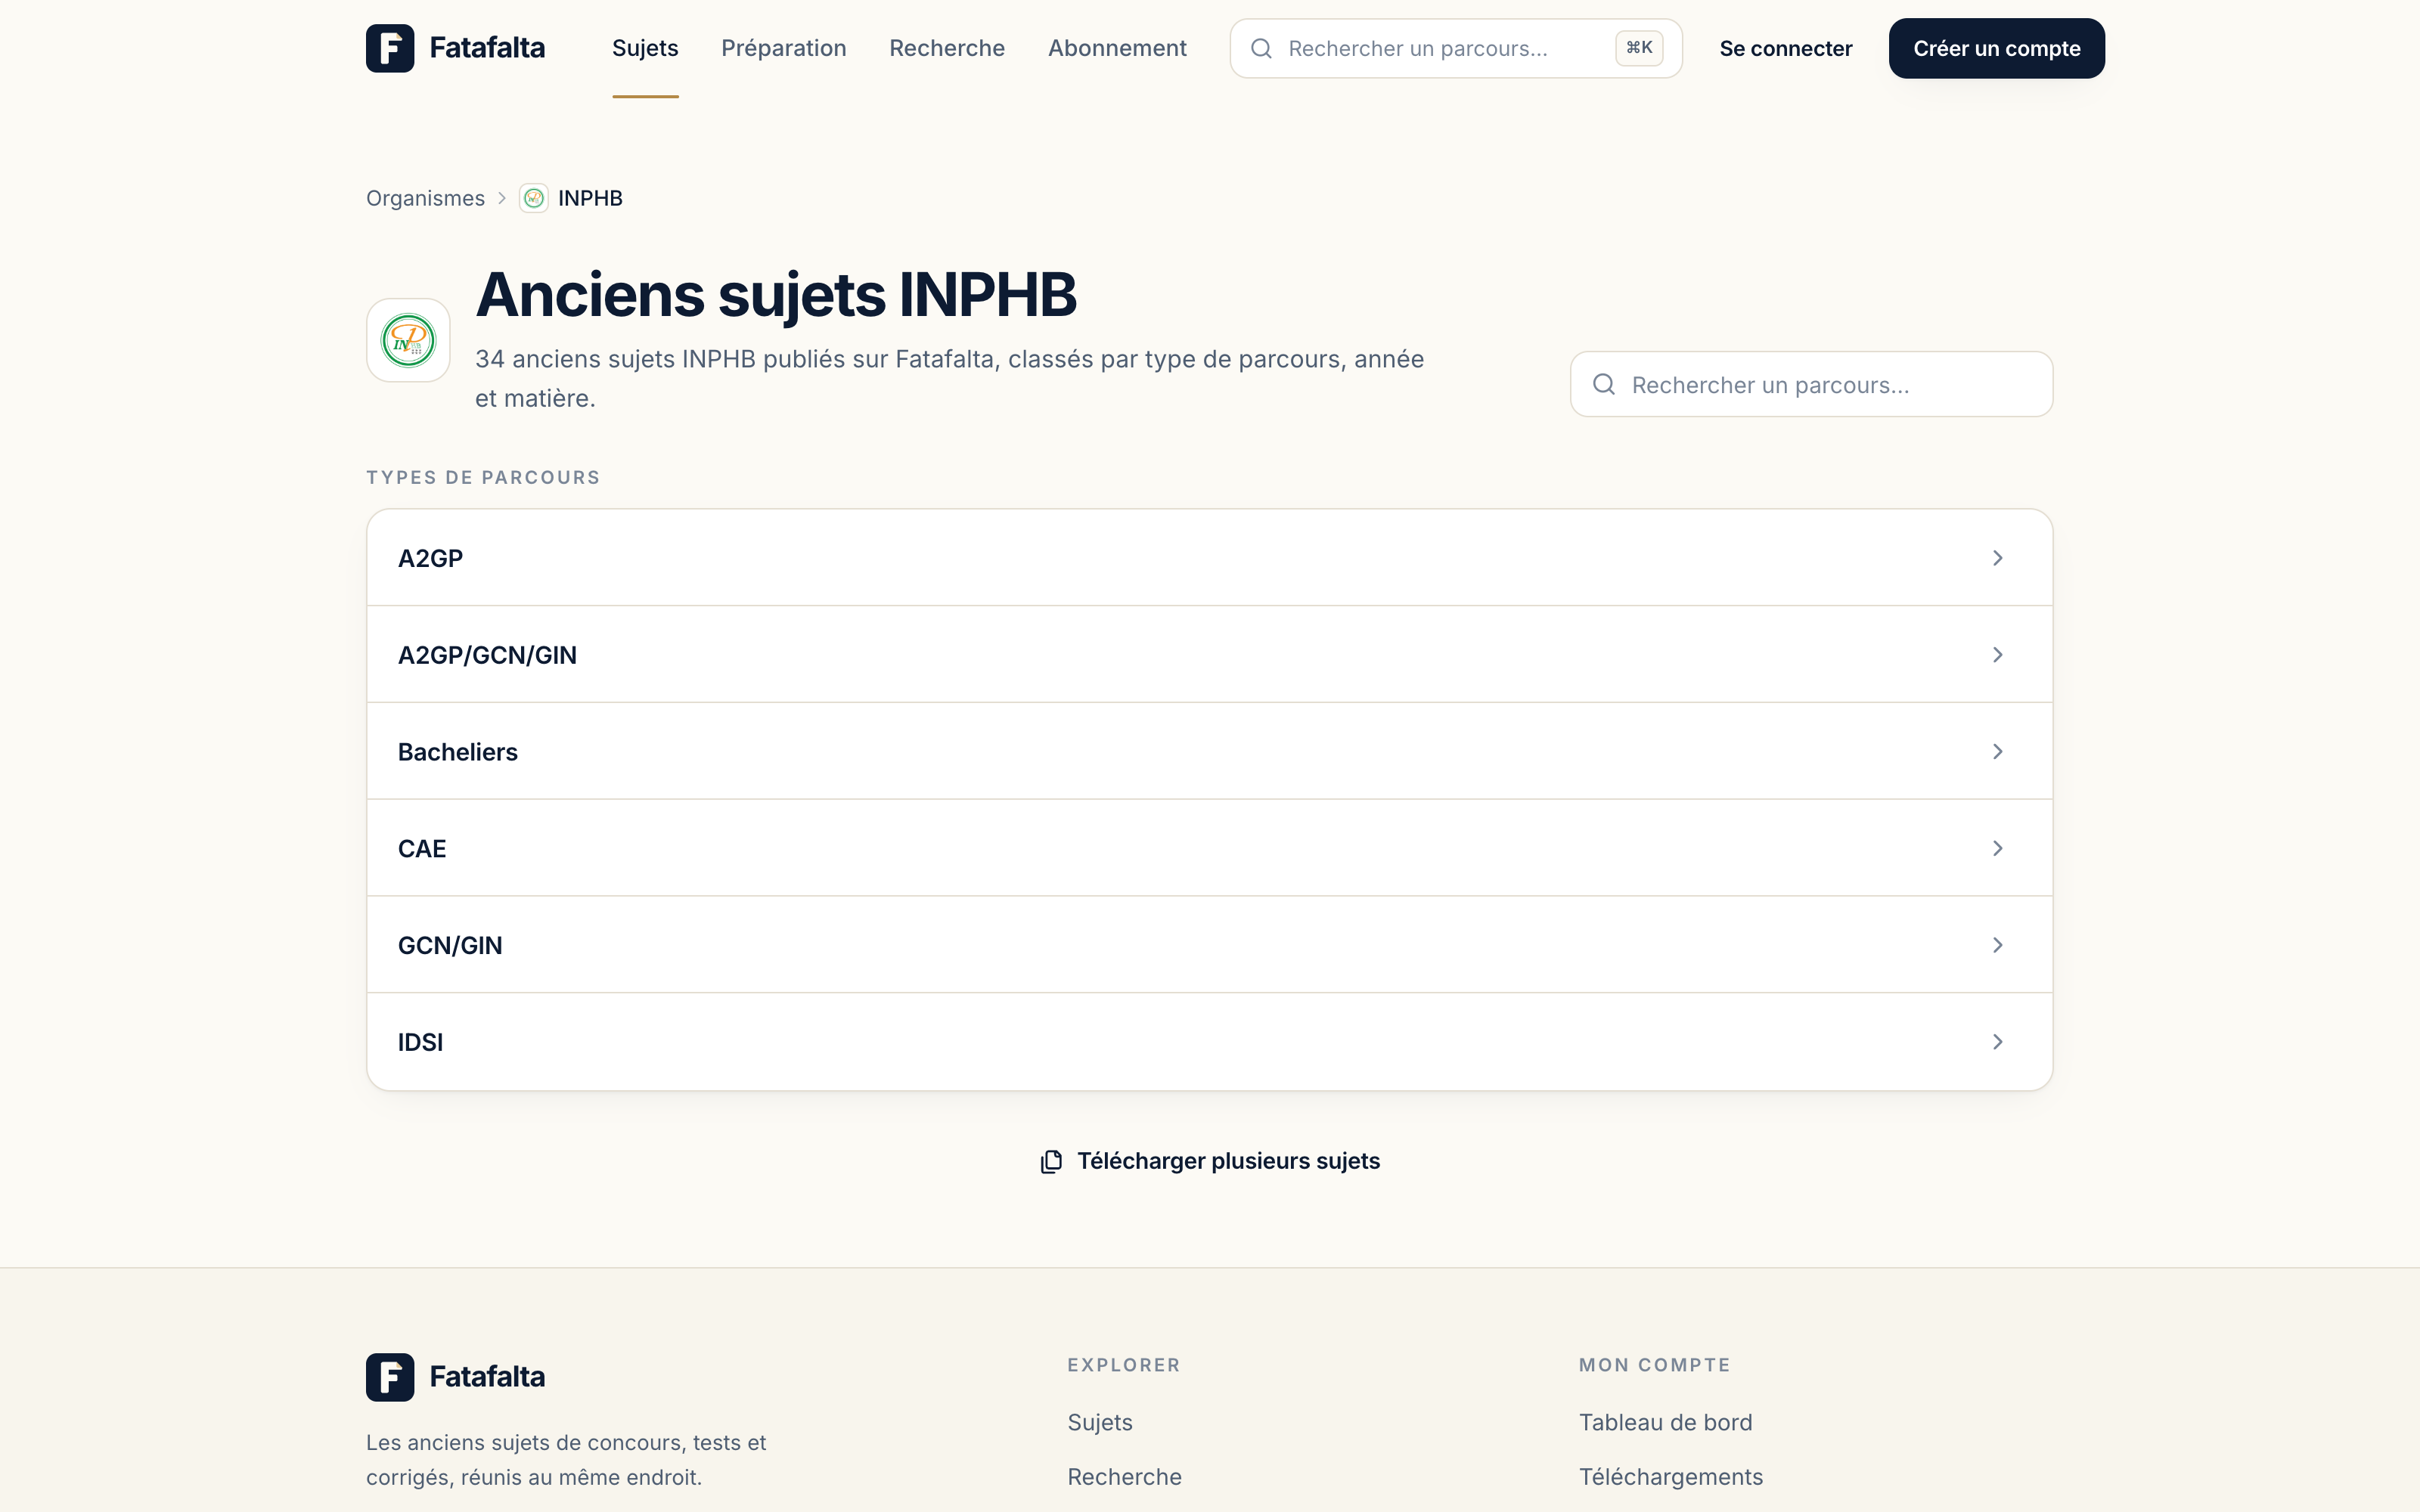 Fatafalta
Sujets
Préparation
Recherche
Abonnement
Rechercher un parcours...
⌘K
Se connecter
Créer un compte
Organismes
INPHB
Anciens sujets INPHB
34 anciens sujets INPHB publiés sur Fatafalta, classés par type de parcours, année
et matière.
Rechercher un parcours...
TYPES DE PARCOURS
A2GP
A2GP/GCN/GIN
Bacheliers
CAE
GCN/GIN
IDSI
Télécharger plusieurs sujets
Fatafalta
Les anciens sujets de concours, tests et
corrigés, réunis au même endroit.
EXPLORER
Sujets
Recherche
MON COMPTE
Tableau de bord
Téléchargements